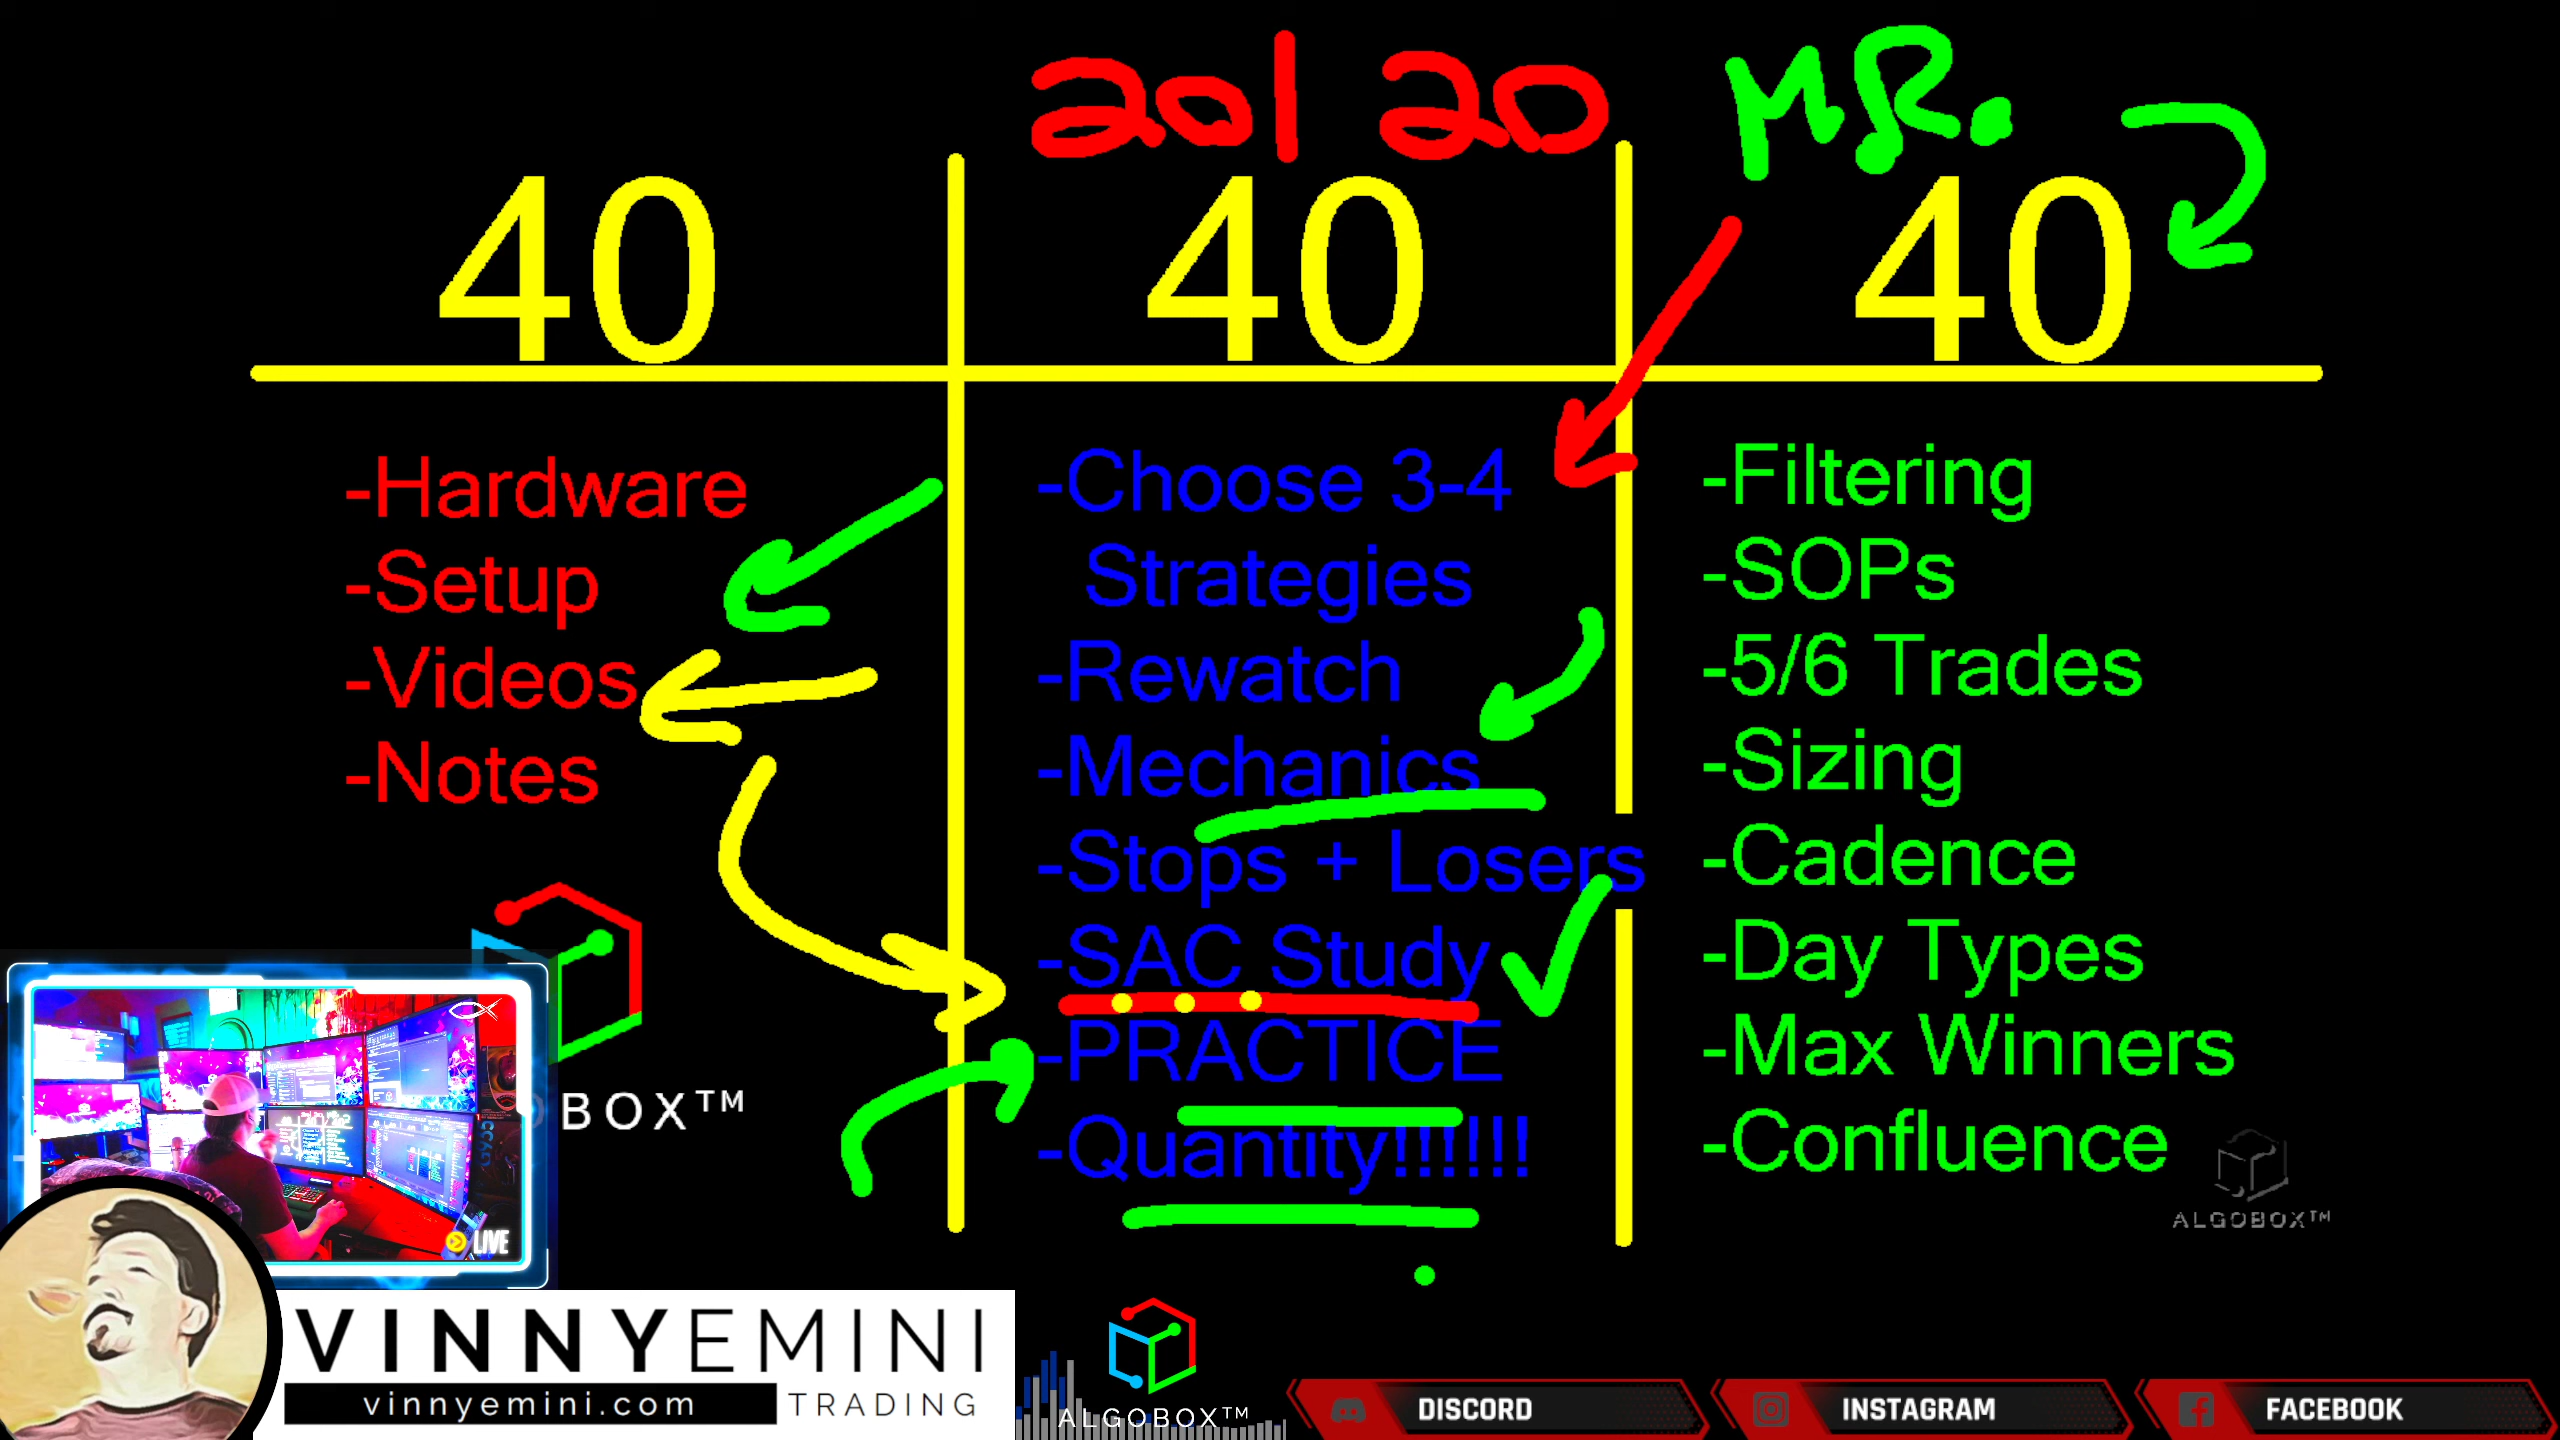 20| 20 MR.
40 40 40
-Hardware
-Setup
-Videos
-Notes
-Choose 3-4
Strategies
-Rewatch
-Mechanics
-Stops + Losers
-SAC Study
-PRACTICE
-Quantity!!!!!!
-Filtering
-SOPs
-5/6 Trades
-Sizing
-Cadence
-Day Types
-Max Winners
-Confluence
BOX™
ALGOBOX™
LIVE
VINNYEMINI
vinnyemini.com TRADING
ALGOBOX™
DISCORD
INSTAGRAM
FACEBOOK